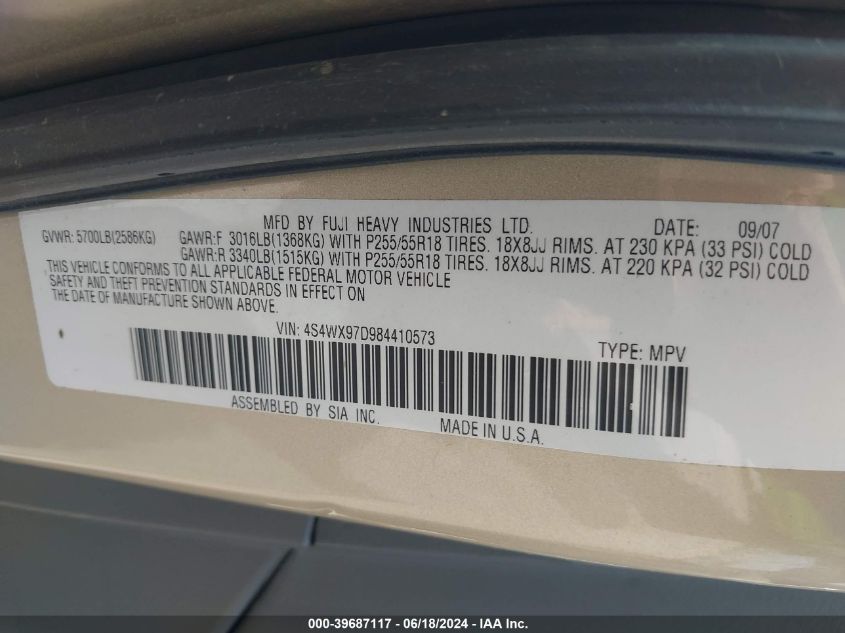 MFD BY FUJI HEAVY INDUSTRIES LTD. DATE: 09/07
GVWR: 5700LB(2586KG) GAWR:F 3016LB(1368KG) WITH P255/55R18 TIRES. 18X8JJ RIMS. AT 230 KPA (33 PSI) COLD
GAWR:R 3340LB(1515KG) WITH P255/55R18 TIRES. 18X8JJ RIMS. AT 220 KPA (32 PSI) COLD
THIS VEHICLE CONFORMS TO ALL APPLICABLE FEDERAL MOTOR VEHICLE
SAFETY AND THEFT PREVENTION STANDARDS IN EFFECT ON
THE DATE OF MANUFACTURE SHOWN ABOVE.
VIN: 4S4WX97D984410573 TYPE: MPV
ASSEMBLED BY SIA INC. MADE IN U.S.A.
000-39687117 - 06/18/2024 - IAA Inc.